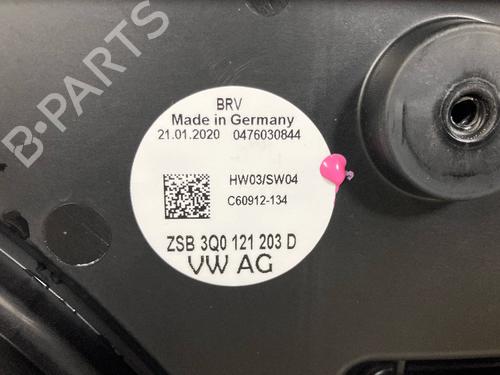 B-PARTS
BRV
Made in Germany
21.01.2020 0476030844
HW03/SW04
C60912-134
ZSB 3Q0 121 203 D
VW AG